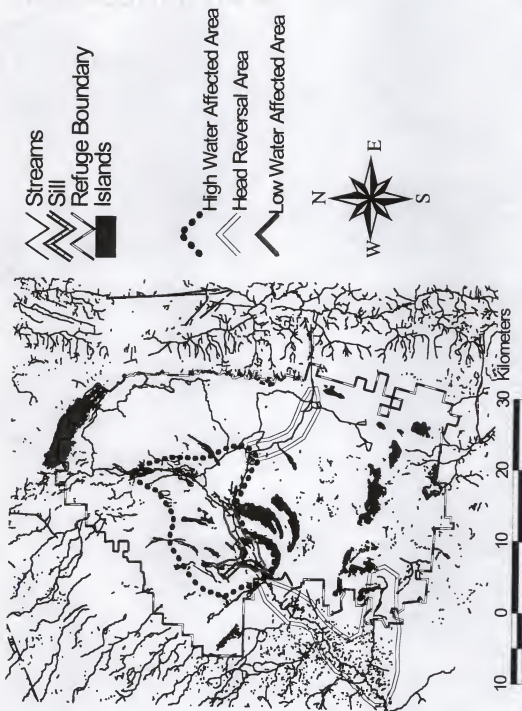 Streams
Sill
Refuge Boundary
Islands
High Water Affected Area
Head Reversal Area
Low Water Affected Area
N
W
E
S
10 0 10 20 30 Kilometers